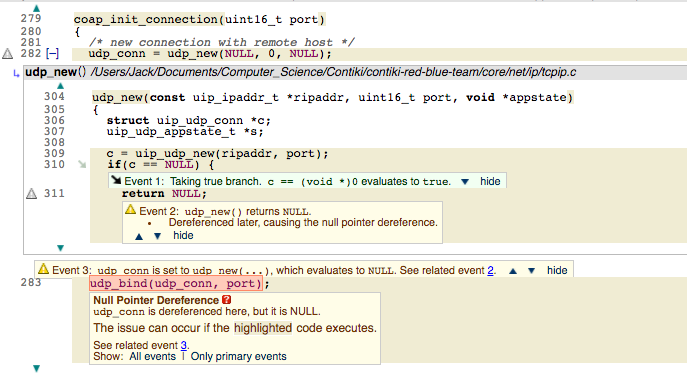 279 coap_init_connection(uint16_t port)
280 {
281 /* new connection with remote host */
282 [-] udp_conn = udp_new(NULL, 0, NULL);
udp_new() /Users/Jack/Documents/Computer_Science/Contiki/contiki-red-blue-team/core/net/ip/tcpip.c
304 udp_new(const uip_ipaddr_t *ripaddr, uint16_t port, void *appstate)
305 {
306 struct uip_udp_conn *c;
307 uip_udp_appstate_t *s;
308
309 c = uip_udp_new(ripaddr, port);
310 if(c == NULL) {
Event 1: Taking true branch. c == (void *)0 evaluates to true. hide
311 return NULL;
Event 2: udp_new() returns NULL.
• Dereferenced later, causing the null pointer dereference.
hide
Event 3: udp_conn is set to udp_new(...), which evaluates to NULL. See related event 2. hide
283 udp_bind(udp_conn, port);
Null Pointer Dereference ?
udp_conn is dereferenced here, but it is NULL.
The issue can occur if the highlighted code executes.
See related event 3.
Show: All events | Only primary events